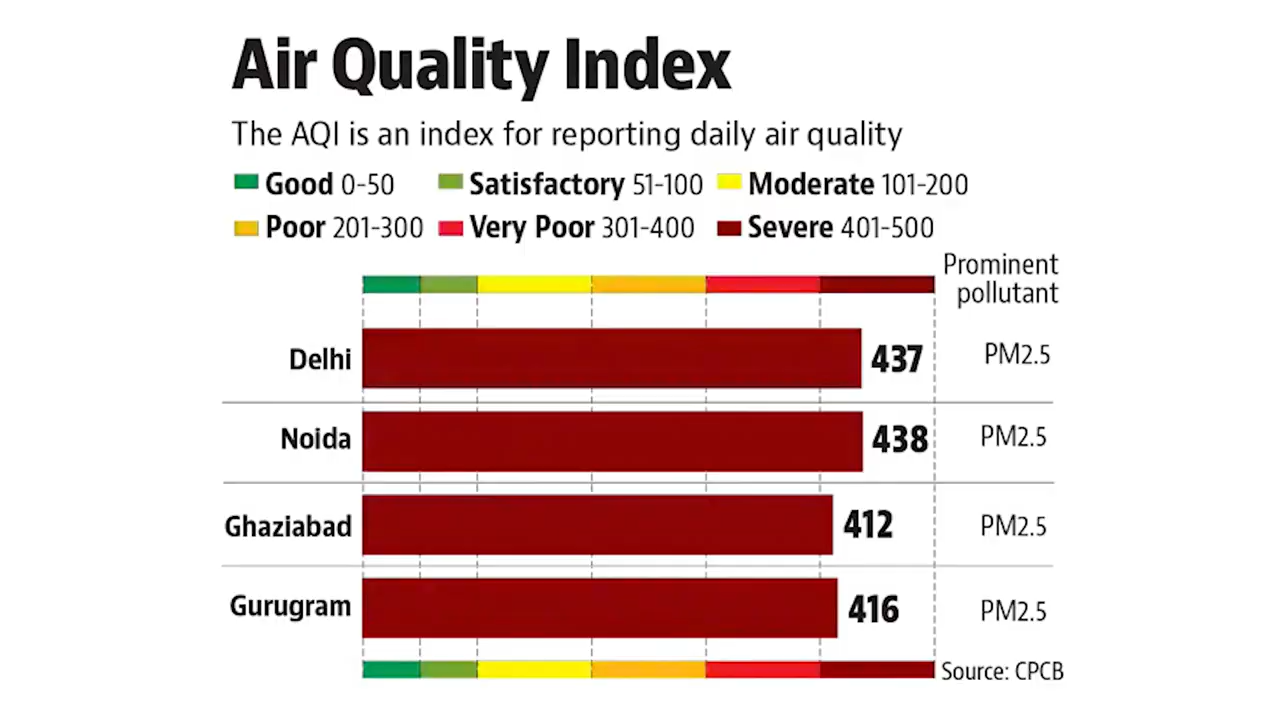 Air Quality Index
The AQI is an index for reporting daily air quality
Good 0-50 Satisfactory 51-100 Moderate 101-200
Poor 201-300 Very Poor 301-400 Severe 401-500
Prominent
pollutant
Delhi 437 PM2.5
Noida 438 PM2.5
Ghaziabad 412 PM2.5
Gurugram 416 PM2.5
Source: CPCB